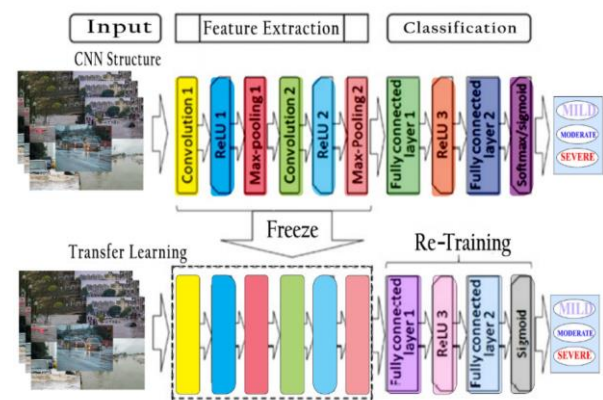 Input
Feature Extraction
Classification
CNN Structure
Convolution 1
ReLU 1
Max-pooling 1
Convolution 2
ReLU 2
Max-Pooling 2
Fully connected
layer 1
ReLU 3
Fully connected
layer 2
Softmax/sigmoid
MILD
MODERATE
SEVERE
Freeze
Transfer Learning
Re-Training
Fully connected
layer 1
ReLU 3
Fully connected
layer 2
Sigmoid
MILD
MODERATE
SEVERE